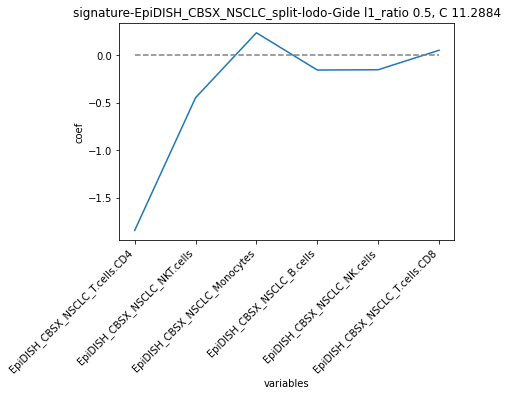 signature-EpiDISH_CBSX_NSCLC_split-lodo-Gide l1_ratio 0.5, C 11.2884
0.0
−0.5
−1.0
−1.5
coef
EpiDISH_CBSX_NSCLC_T.cells.CD4
EpiDISH_CBSX_NSCLC_NKT.cells
EpiDISH_CBSX_NSCLC_Monocytes
EpiDISH_CBSX_NSCLC_B.cells
EpiDISH_CBSX_NSCLC_NK.cells
EpiDISH_CBSX_NSCLC_T.cells.CD8
variables